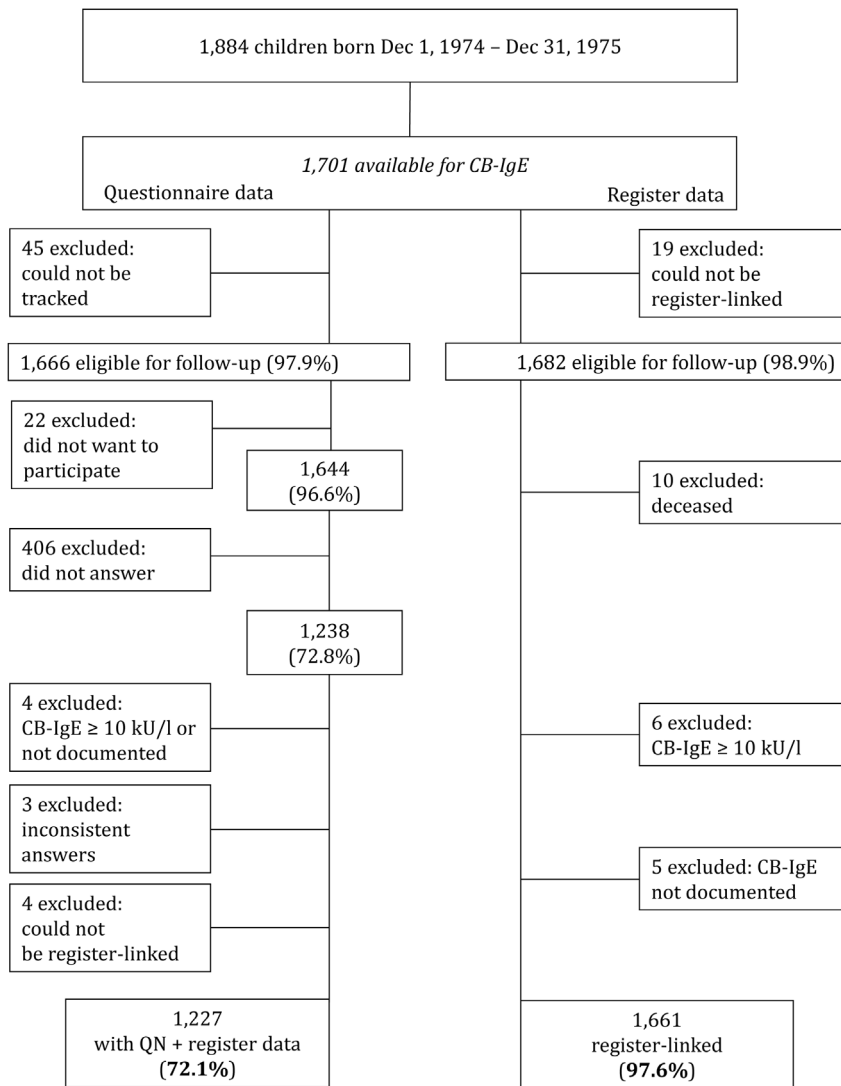 1,884 children born Dec 1, 1974 – Dec 31, 1975
1,701 available for CB-IgE
Questionnaire data
Register data
45 excluded:
could not be
tracked
19 excluded:
could not be
register-linked
1,666 eligible for follow-up (97.9%)
1,682 eligible for follow-up (98.9%)
22 excluded:
did not want to
participate
1,644
(96.6%)
10 excluded:
deceased
406 excluded:
did not answer
1,238
(72.8%)
4 excluded:
CB-IgE ≥ 10 kU/l or
not documented
6 excluded:
CB-IgE ≥ 10 kU/l
3 excluded:
inconsistent
answers
5 excluded: CB-IgE
not documented
4 excluded:
could not
be register-linked
1,227
with QN + register data
(72.1%)
1,661
register-linked
(97.6%)